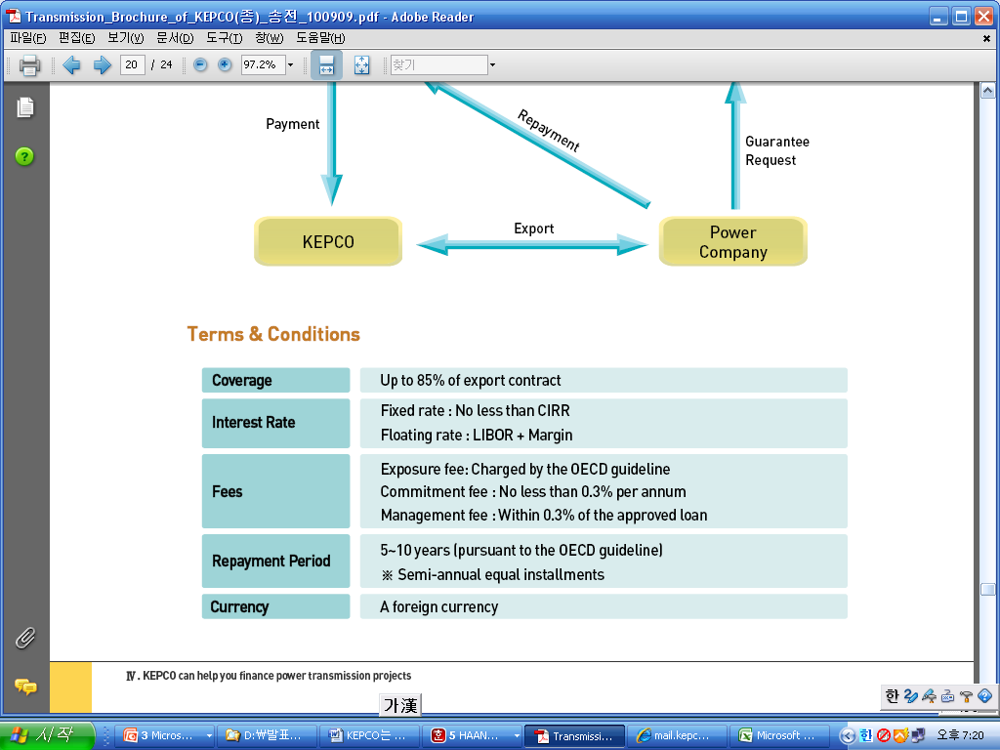 Transmission_Brochure_of_KEPCO(종)_송전_100909.pdf - Adobe Reader
파일(F) 편집(E) 보기(V) 문서(D) 도구(T) 창(W) 도움말(H)
20 / 24 97.2% 찾기
Payment
Repayment
Guarantee
Request
KEPCO
Export
Power
Company
Terms & Conditions
Coverage
Up to 85% of export contract
Interest Rate
Fixed rate : No less than CIRR
Floating rate : LIBOR + Margin
Fees
Exposure fee: Charged by the OECD guideline
Commitment fee : No less than 0.3% per annum
Management fee : Within 0.3% of the approved loan
Repayment Period
5~10 years (pursuant to the OECD guideline)
※ Semi-annual equal installments
Currency
A foreign currency
Ⅳ. KEPCO can help you finance power transmission projects
가漢
한
시작
3 Micros...
D:₩발표...
KEPCO는 ...
5 HAAN...
Transmissi...
mail.kepc...
Microsoft ...
한
오후 7:20